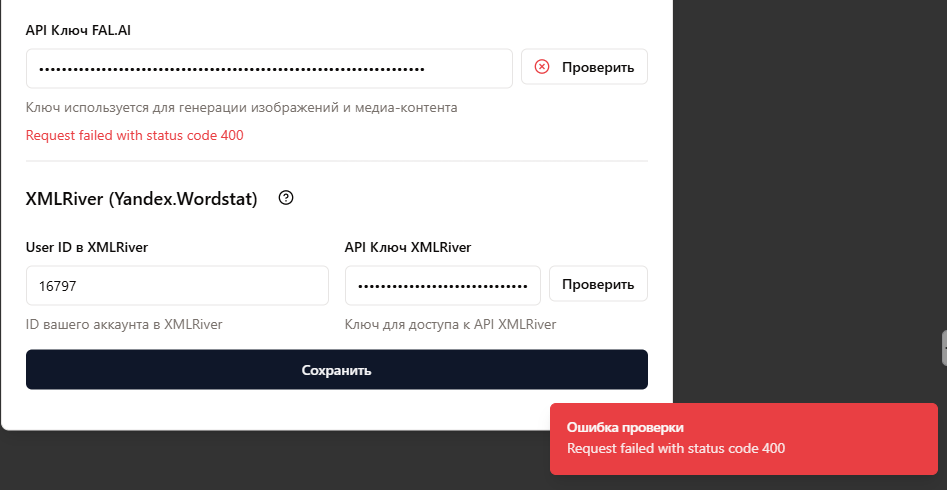 API Ключ FAL.AI
Проверить
Ключ используется для генерации изображений и медиа-контента
Request failed with status code 400
XMLRiver (Yandex.Wordstat)
User ID в XMLRiver
API Ключ XMLRiver
16797
Проверить
ID вашего аккаунта в XMLRiver
Ключ для доступа к API XMLRiver
Сохранить
Ошибка проверки
Request failed with status code 400